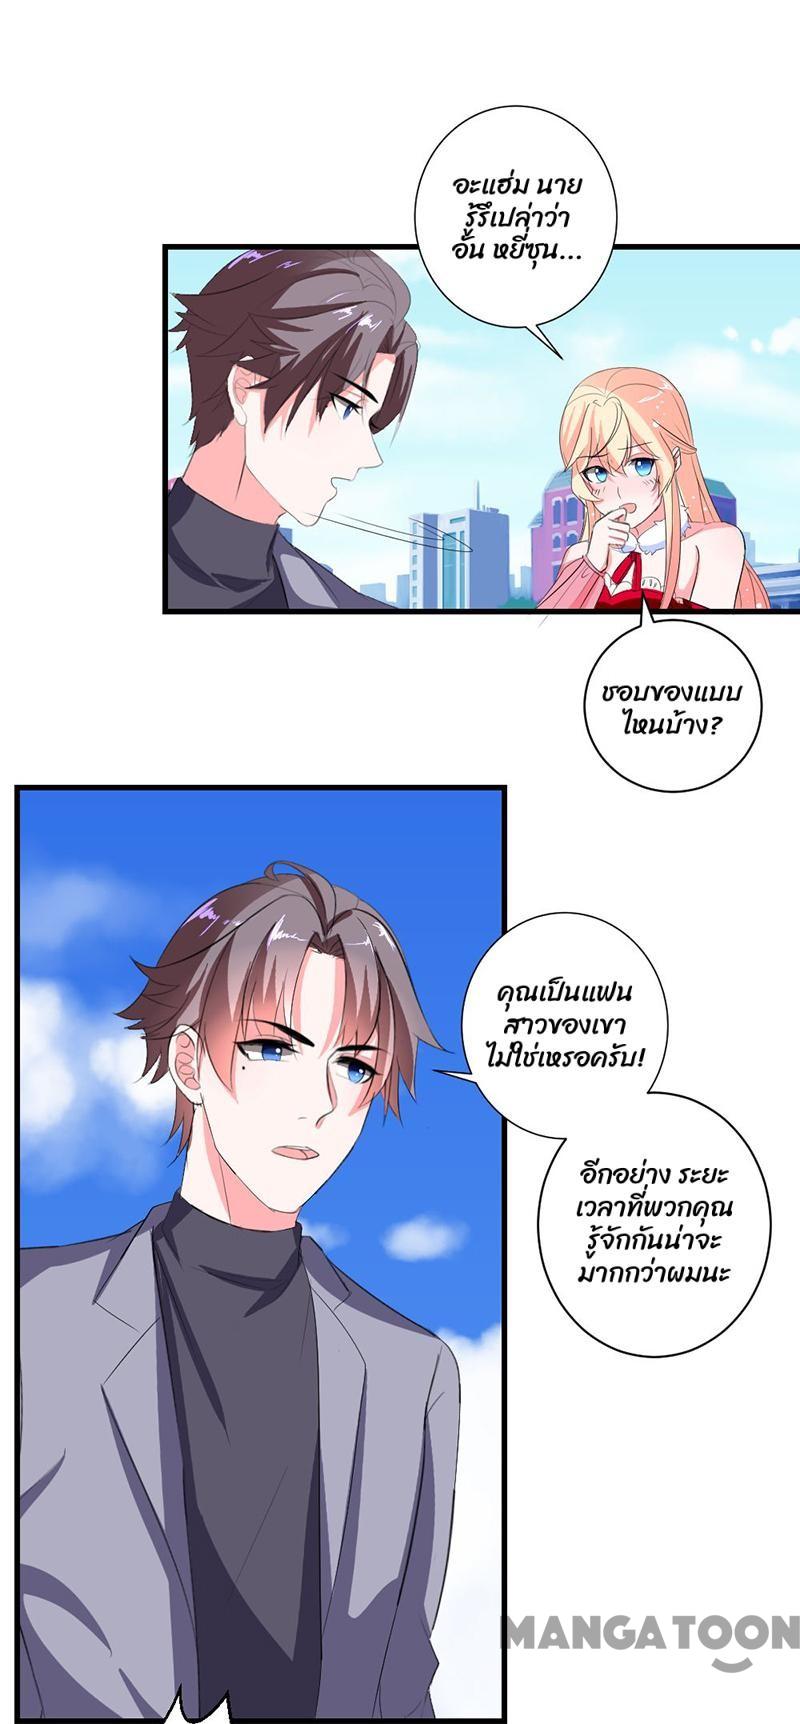 อะแฮ่ม นาย
รู้รึเปล่าว่า
อัน หยี่ซุน...
ชอบของแบบ
ไหนบ้าง?
คุณเป็นแฟน
สาวของเขา
ไม่ใช่เหรอครับ!
อีกอย่าง ระยะ
เวลาที่พวกคุณ
รู้จักกันน่าจะ
มากกว่าผมนะ
MANGATOON